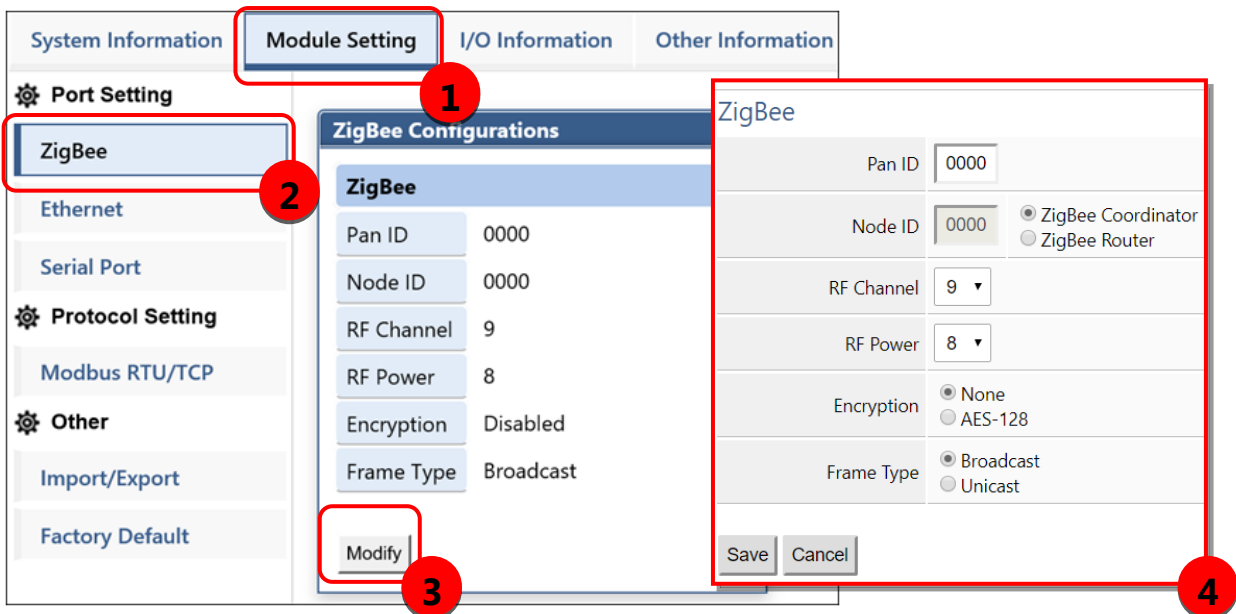 System Information Module Setting I/O Information Other Information
1
Port Setting
ZigBee
2
Ethernet
Serial Port
Protocol Setting
Modbus RTU/TCP
Other
Import/Export
Factory Default
ZigBee Configurations
ZigBee
Pan ID 0000
Node ID 0000
RF Channel 9
RF Power 8
Encryption Disabled
Frame Type Broadcast
Modify
3
ZigBee
Pan ID 0000
Node ID 0000 ZigBee Coordinator
ZigBee Router
RF Channel 9
RF Power 8
Encryption None
AES-128
Frame Type Broadcast
Unicast
Save Cancel
4